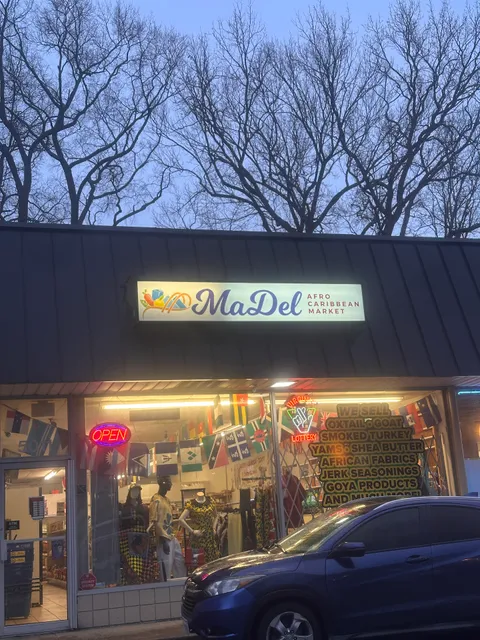 MaDel
AFRO
CARIBBEAN
MARKET
OPEN
WE SELL
OXTAIL GOAT
SMOKED TURKEY
YAMS SHEA BUTTER
AFRICAN FABRICS
JERK SEASONINGS
GOYA PRODUCTS
AND MUCH MORE!